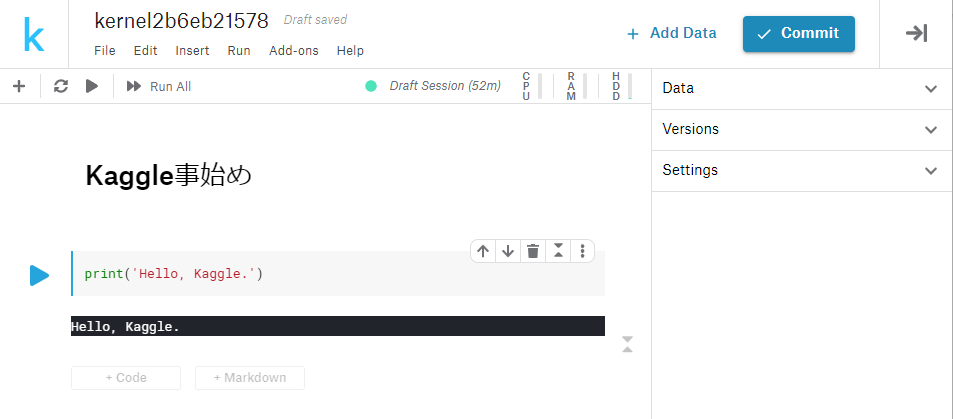 k
kernel2b6eb21578 Draft saved
File Edit Insert Run Add-ons Help
+ Add Data
Commit
Run All
Draft Session (52m)
CPU
RAM
HDD
Data
Versions
Settings
Kaggle事始め
print('Hello, Kaggle.')
Hello, Kaggle.
+ Code
+ Markdown